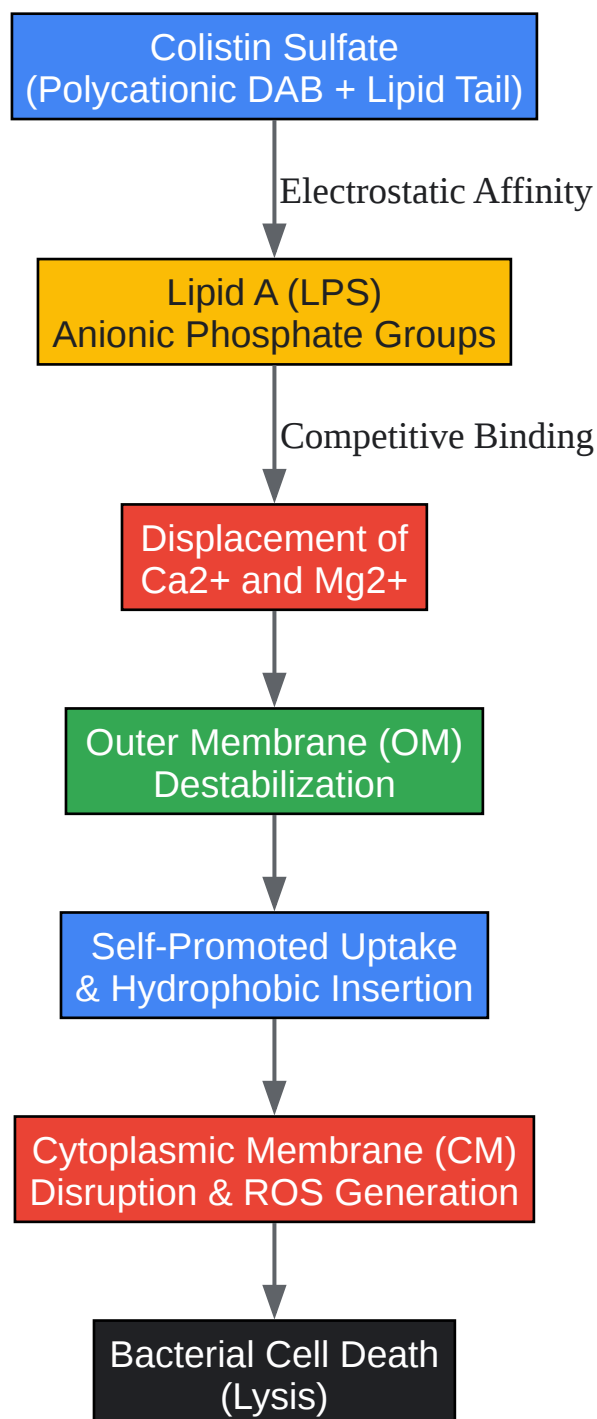 Colistin Sulfate
(Polycationic DAB + Lipid Tail)
Electrostatic Affinity
Lipid A (LPS)
Anionic Phosphate Groups
Competitive Binding
Displacement of
Ca2+ and Mg2+
Outer Membrane (OM)
Destabilization
Self-Promoted Uptake
& Hydrophobic Insertion
Cytoplasmic Membrane (CM)
Disruption & ROS Generation
Bacterial Cell Death
(Lysis)